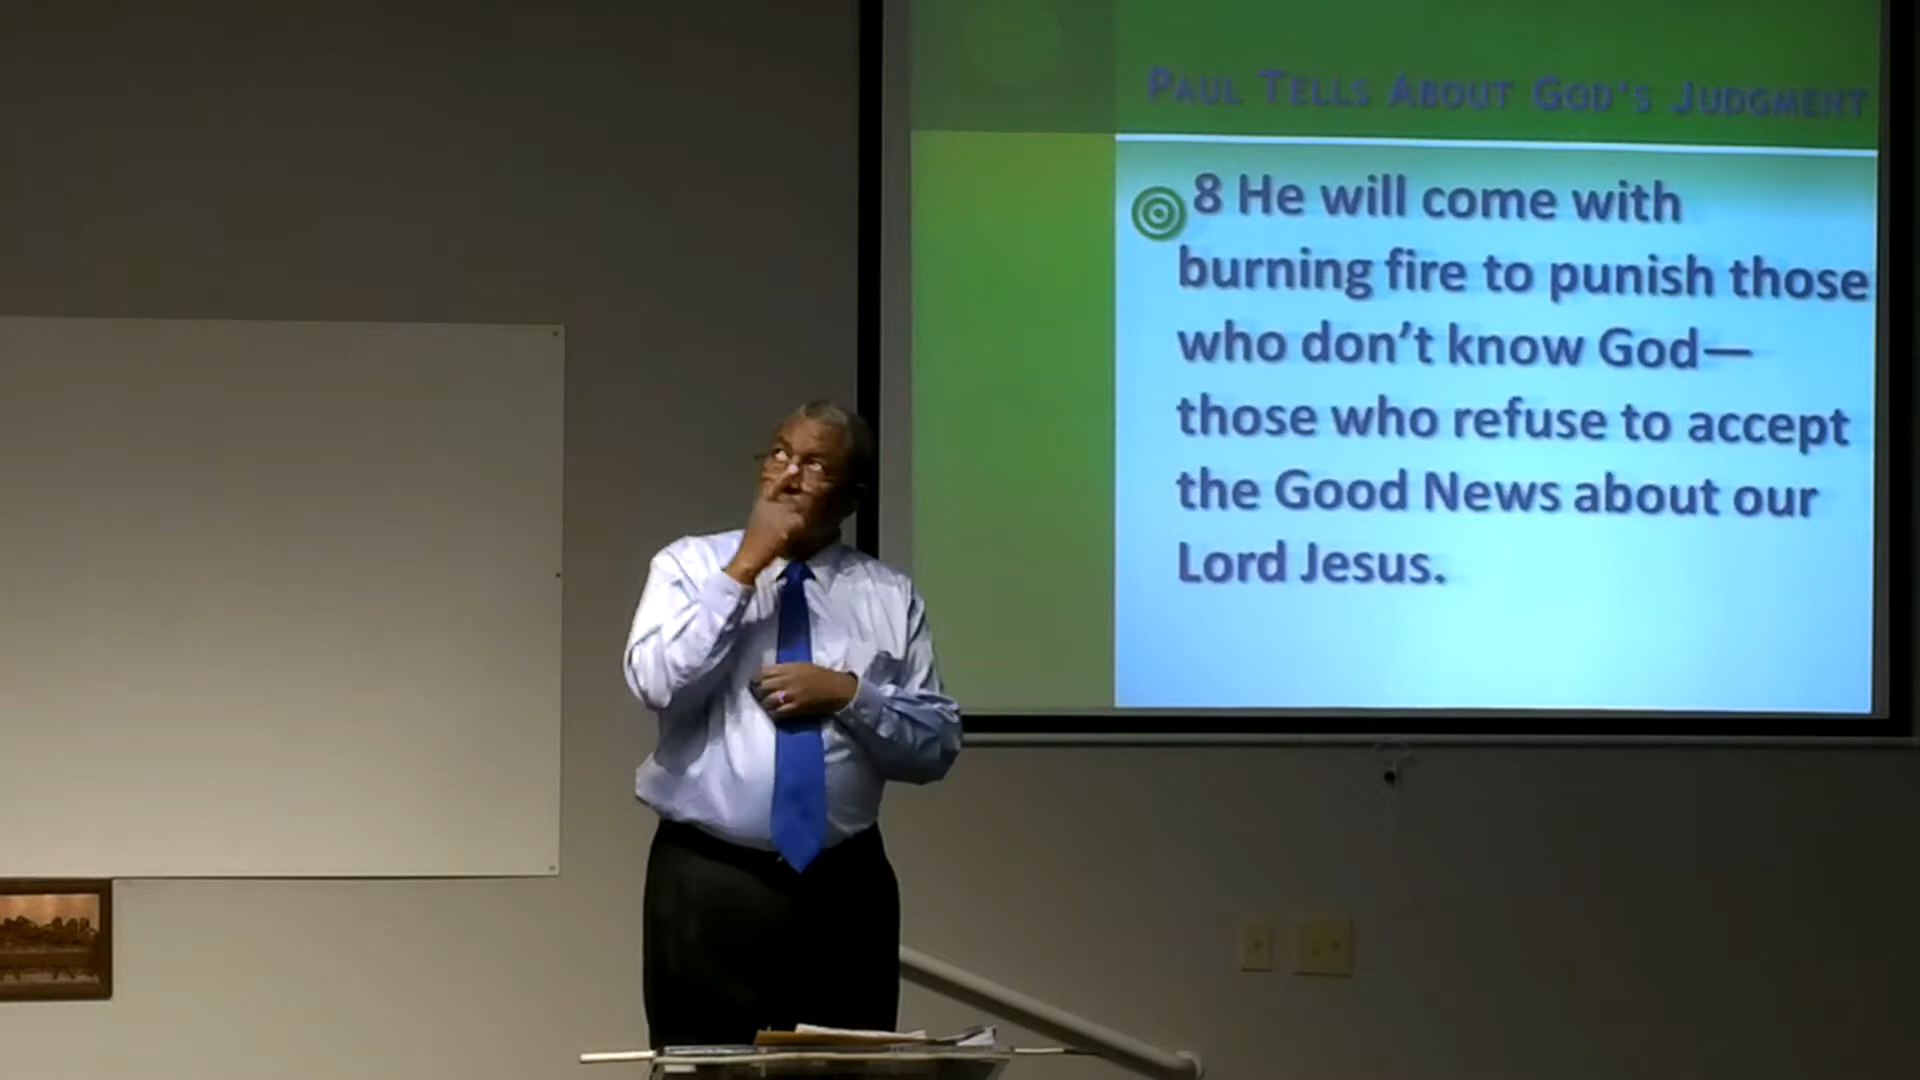 PAUL TELLS ABOUT GOD'S JUDGMENT
8 He will come with
burning fire to punish those
who don’t know God—
those who refuse to accept
the Good News about our
Lord Jesus.